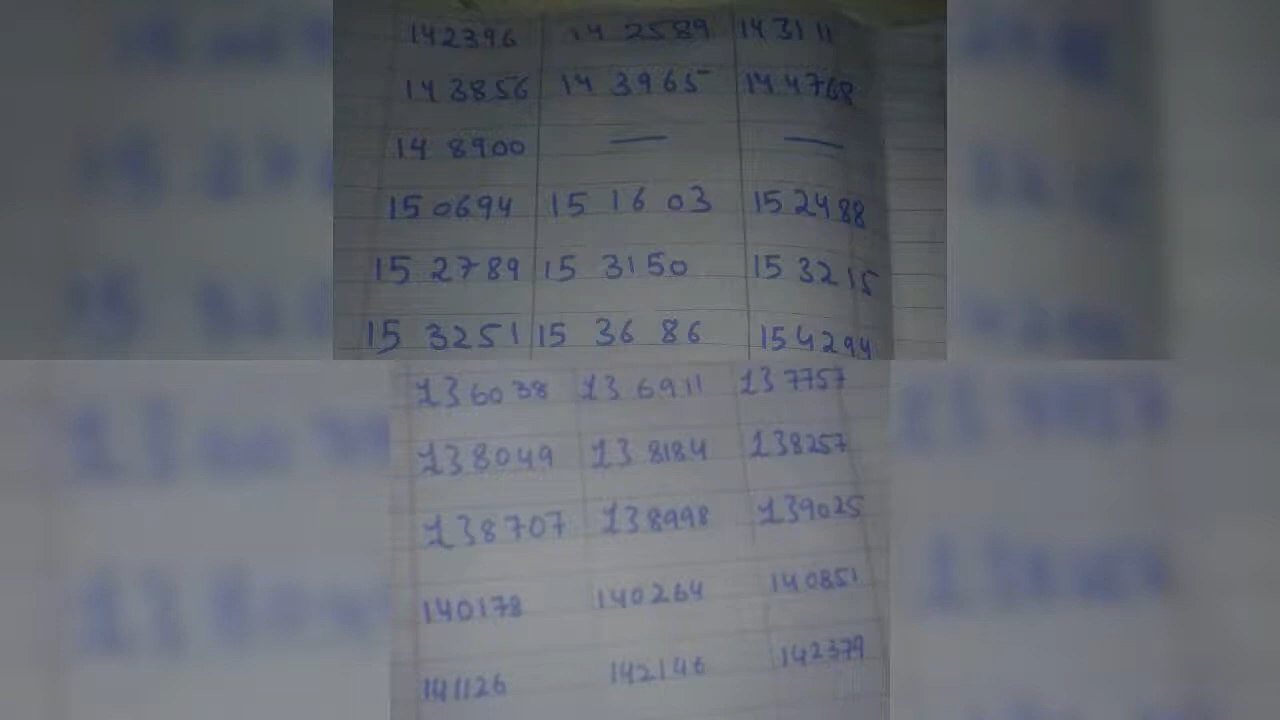 142396 142589 143111
143856 143965 144768
148900 — —
150694 151603 152488
152789 153150 153215
153251 153686 154294
136038 136911 137757
138049 138184 138257
138707 138998 139025
140178 140264 140851
141126 142146 142379